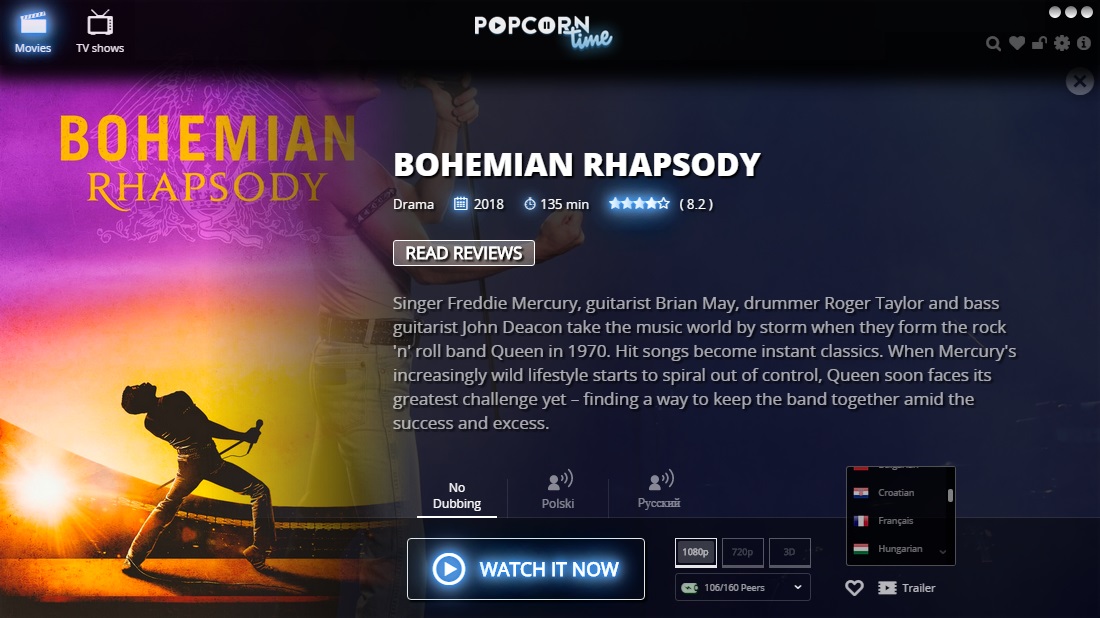 POPCORN
time
Movies
TV shows
BOHEMIAN
RHAPSODY
BOHEMIAN RHAPSODY
Drama 2018 135 min ( 8.2 )
READ REVIEWS
Singer Freddie Mercury, guitarist Brian May, drummer Roger Taylor and bass
guitarist John Deacon take the music world by storm when they form the rock
'n' roll band Queen in 1970. Hit songs become instant classics. When Mercury's
increasingly wild lifestyle starts to spiral out of control, Queen soon faces its
greatest challenge yet – finding a way to keep the band together amid the
success and excess.
No
Dubbing
Polski
Русский
Croatian
Français
Hungarian
WATCH IT NOW
1080p 720p 3D
106/160 Peers
Trailer